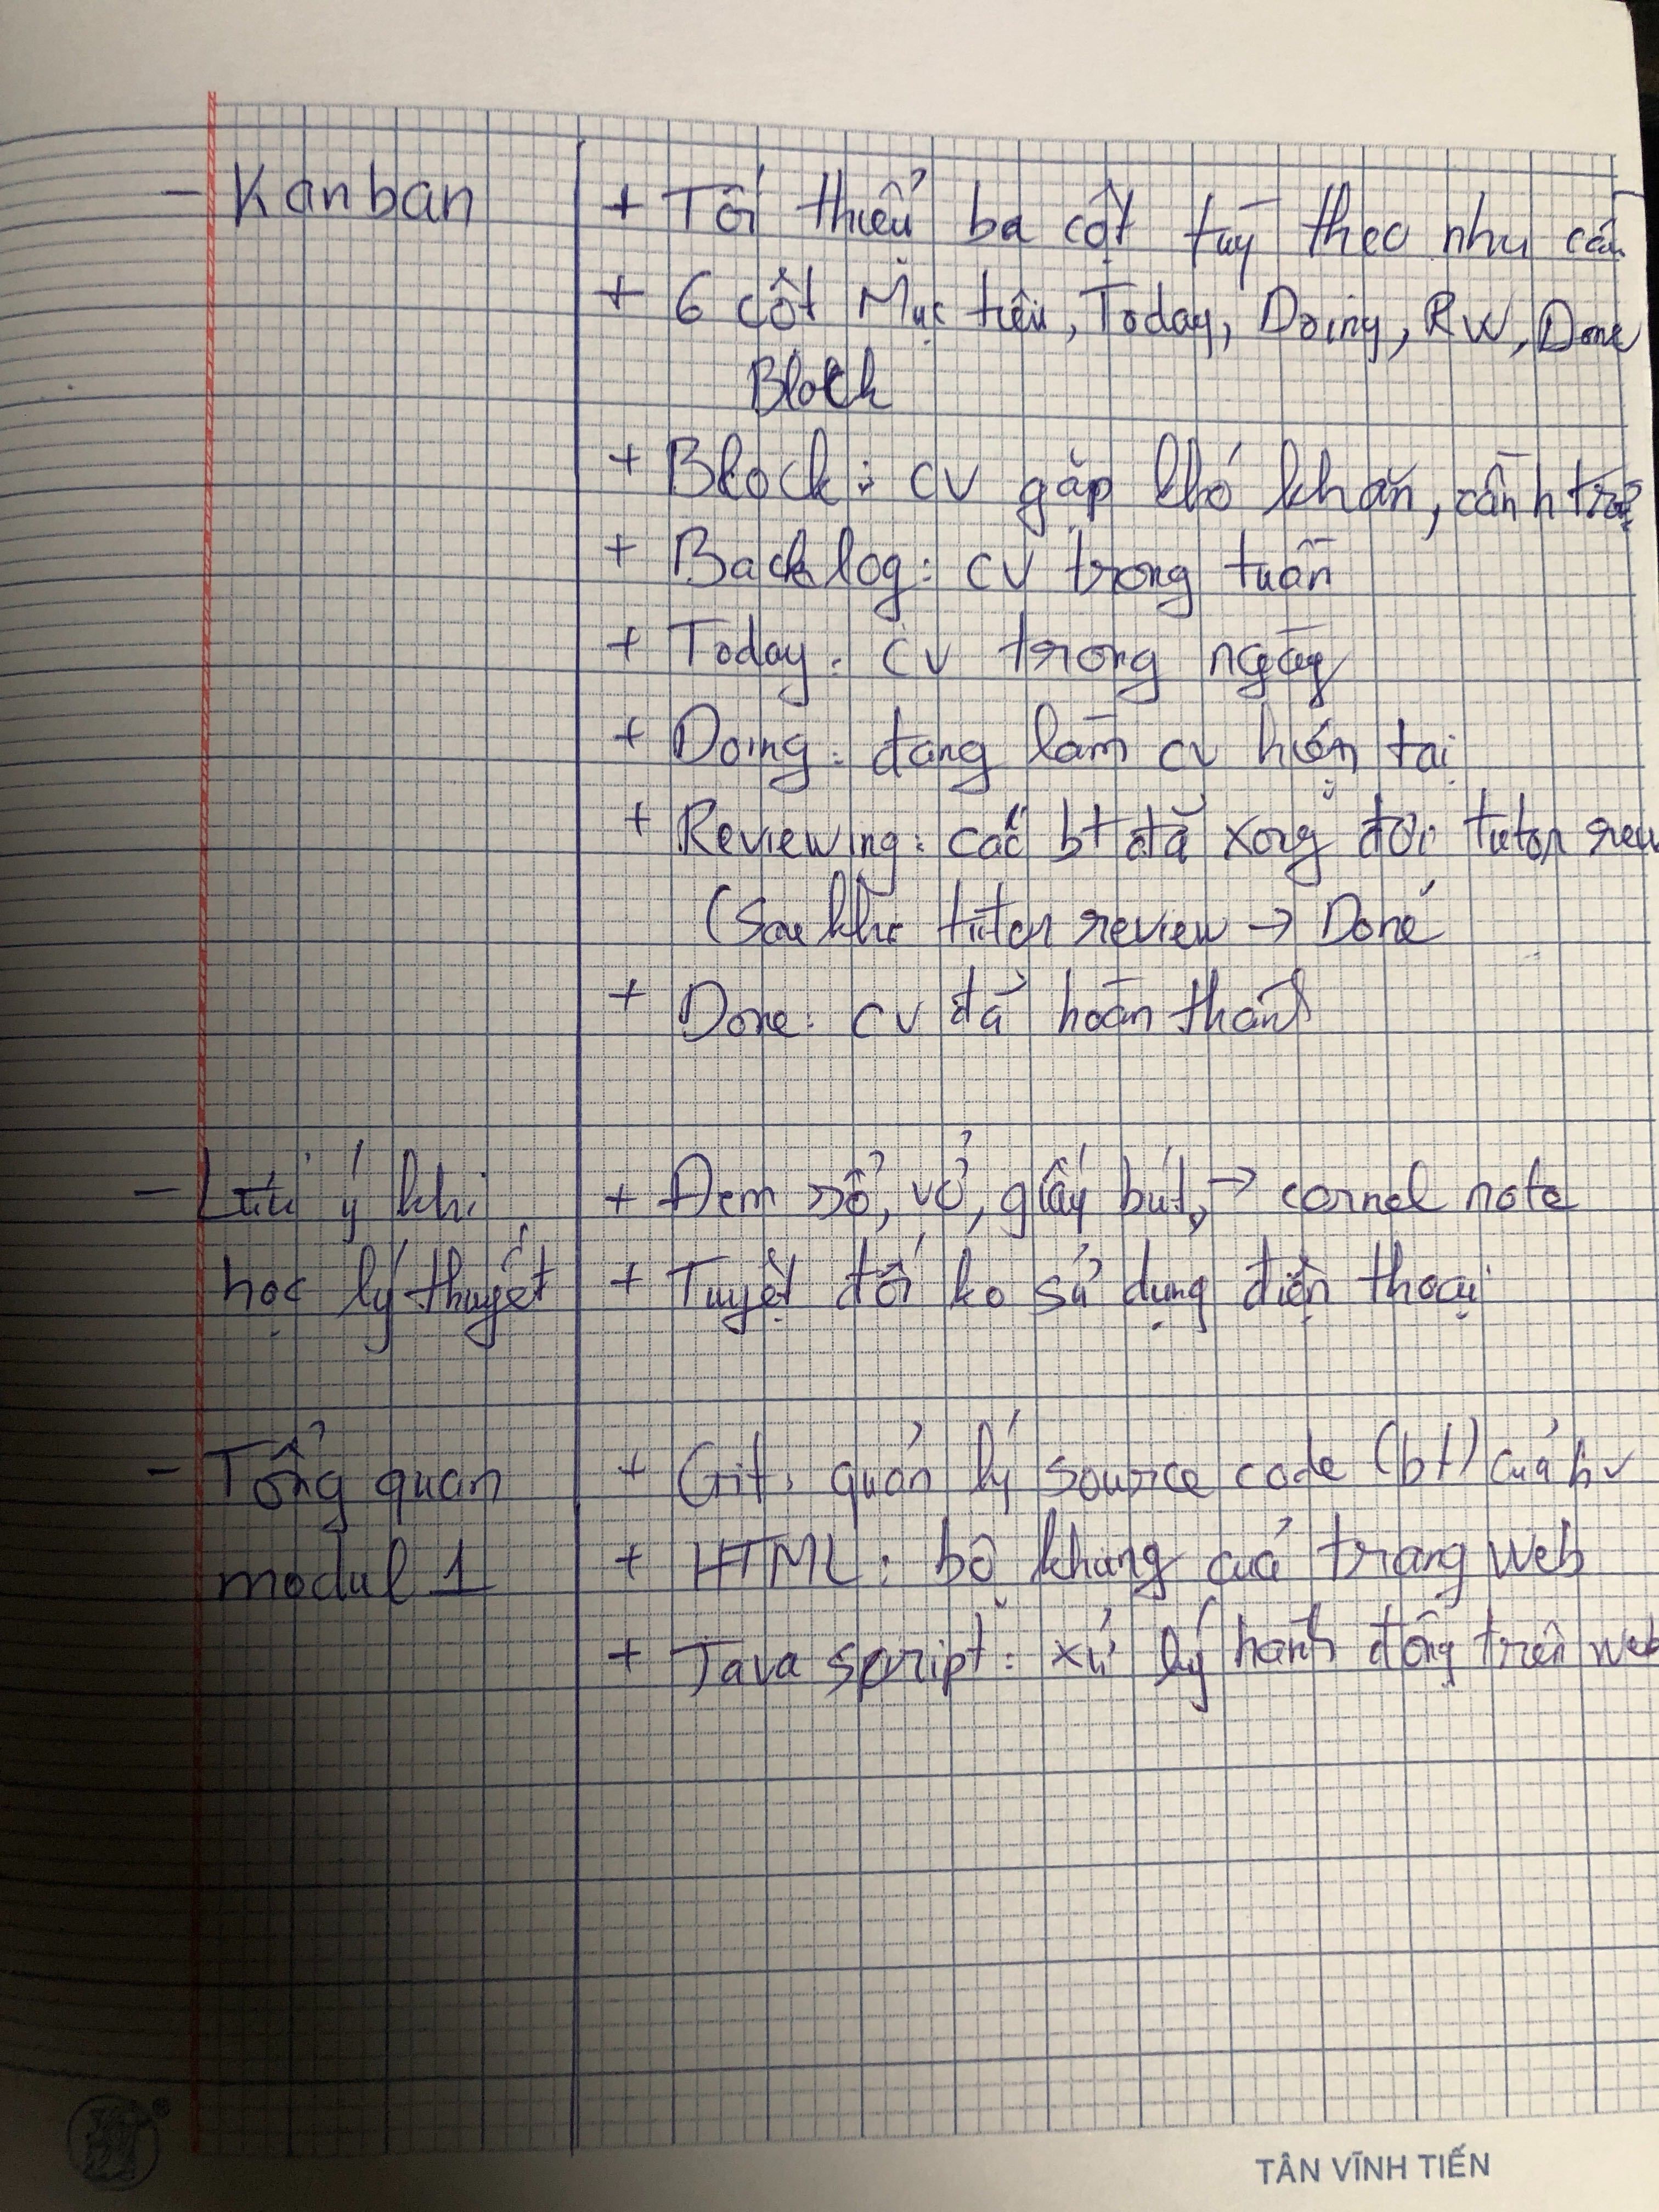 - Kanban
+ Tối thiểu ba cột tùy theo nhu cầu
+ 6 cột Mục tiêu, Today, Doing, RW, Done
Block
+ Block: cv gặp khó khăn, cần h trợ
+ Backlog: cv trong tuần
+ Today: cv trong ngày
+ Doing: đang làm cv hiện tại
+ Reviewing: các bt đã xong đợi tutor
(Sau khi tutor review → Done
+ Done: cv đã hoàn thành
- Lưu ý khi
học lý thuyết
+ Đem sổ, vở, giấy bút, → cornel note
+ Tuyệt đối ko sử dụng điện thoại
- Tổng quan
modul 1
+ Git: quản lý source code (bt) của hv
+ HTML: bộ khung của trang web
+ Java script: xử lý hành động trên web
TÂN VĨNH TIẾN